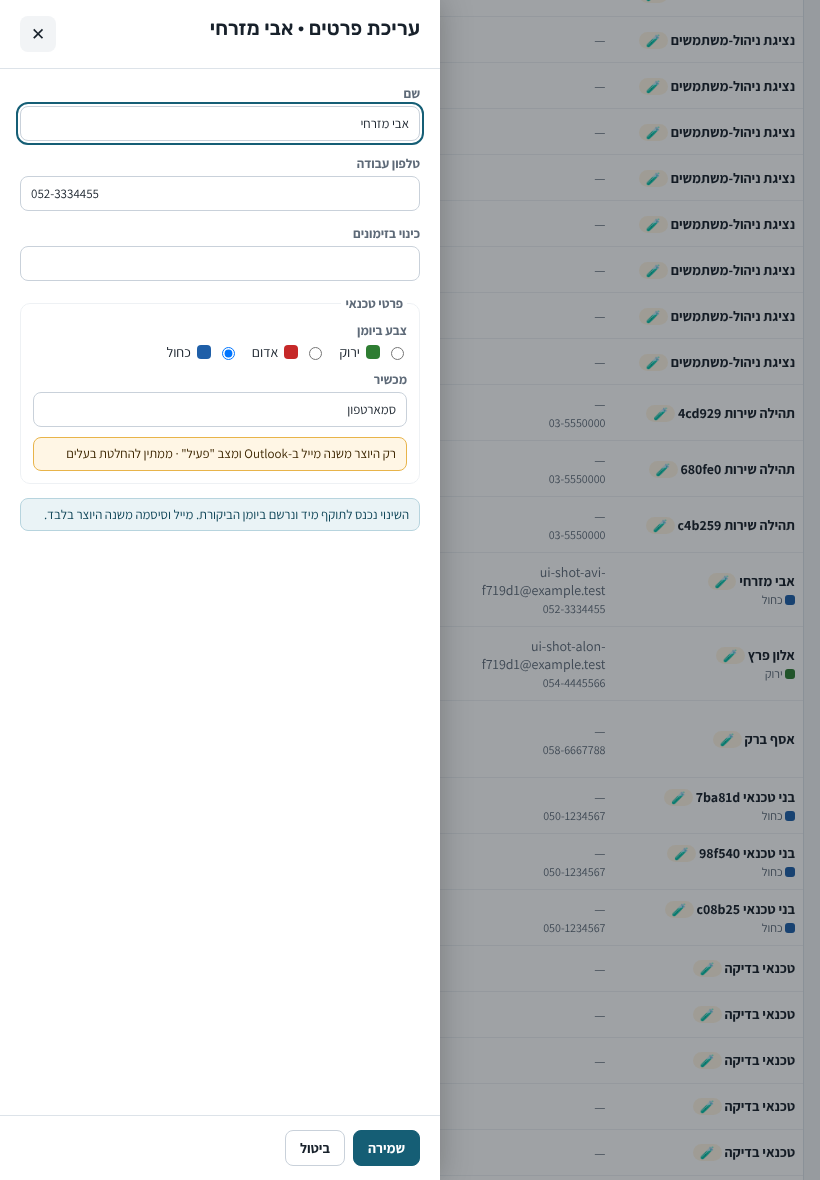 עריכת פרטים • אבי מזרחי
✕
שם
אבי מזרחי
טלפון עבודה
052-3334455
כינוי בזימונים
פרטי טכנאי
צבע ביומן
ירוק
אדום
כחול
מכשיר
סמארטפון
רק היוצר משנה מייל ב-Outlook ומצב "פעיל" · ממתין להחלטת בעלים
השינוי נכנס לתוקף מיד ונרשם ביומן הביקורת. מייל וסיסמה משנה היוצר בלבד.
שמירה
ביטול
נציגת ניהול-משתמשים
—
נציגת ניהול-משתמשים
—
נציגת ניהול-משתמשים
—
נציגת ניהול-משתמשים
—
נציגת ניהול-משתמשים
—
נציגת ניהול-משתמשים
—
נציגת ניהול-משתמשים
—
נציגת ניהול-משתמשים
—
תהילה שירות 4cd929
—
03-5550000
תהילה שירות 680fe0
—
03-5550000
תהילה שירות c4b259
—
03-5550000
אבי מזרחי
כחול
ui-shot-avi-
f719d1@example.test
052-3334455
אלון פרץ
ירוק
ui-shot-alon-
f719d1@example.test
054-4445566
אסף ברק
—
058-6667788
בני טכנאי 7ba81d
כחול
—
050-1234567
בני טכנאי 98f540
כחול
—
050-1234567
בני טכנאי c08b25
כחול
—
050-1234567
טכנאי בדיקה
—
טכנאי בדיקה
—
טכנאי בדיקה
—
טכנאי בדיקה
—
טכנאי בדיקה
—